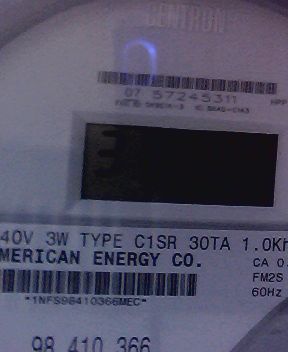 CENTRON
07 57245311 HPP
40V 3W TYPE C1SR 30TA 1.0Kh
MERICAN ENERGY CO.
CA 0.
FM2S
60Hz
*1NFS98410366MEC*
98 410 366